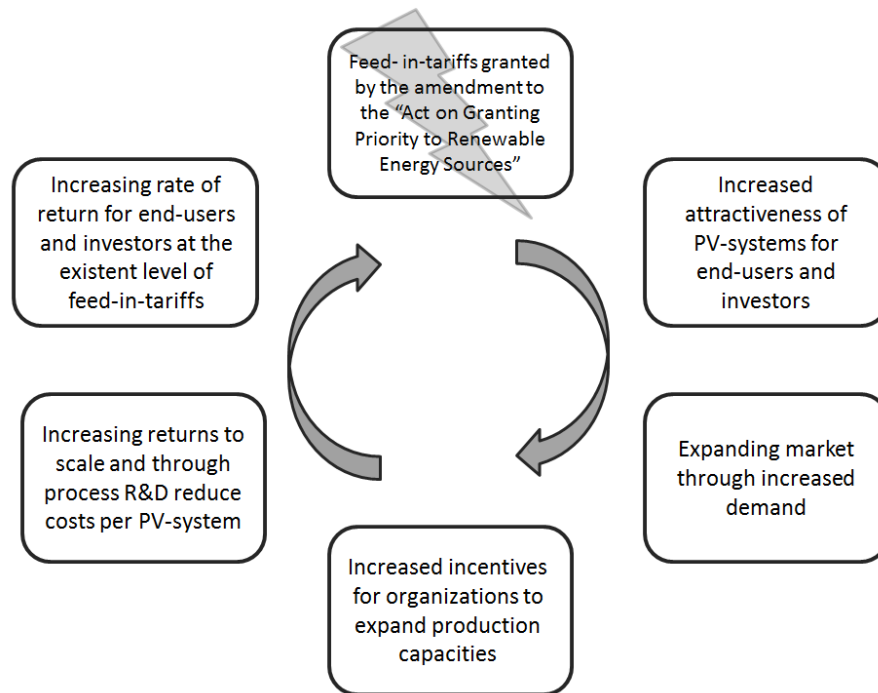 Feed- in-tariffs granted
by the amendment to
the “Act on Granting
Priority to Renewable
Energy Sources”
Increased
attractiveness of
PV-systems for
end-users and
investors
Expanding market
through increased
demand
Increased incentives
for organizations to
expand production
capacities
Increasing returns to
scale and through
process R&D reduce
costs per PV-system
Increasing rate of
return for end-users
and investors at the
existent level of
feed-in-tariffs